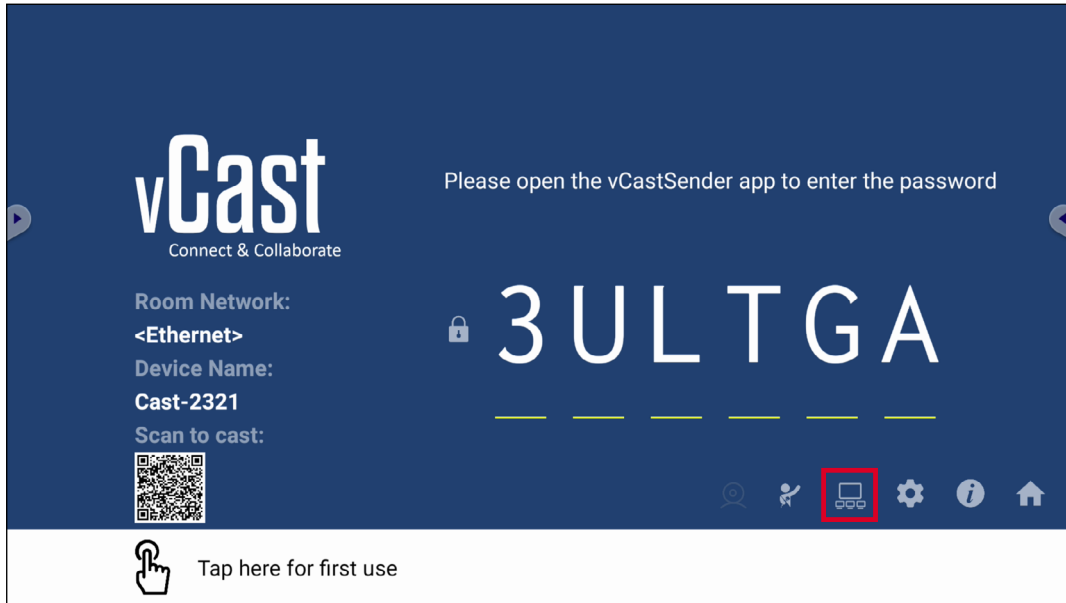 vCast
Connect & Collaborate
Please open the vCastSender app to enter the password
Room Network:
<Ethernet>
Device Name:
Cast-2321
Scan to cast:
3ULTGA
Tap here for first use